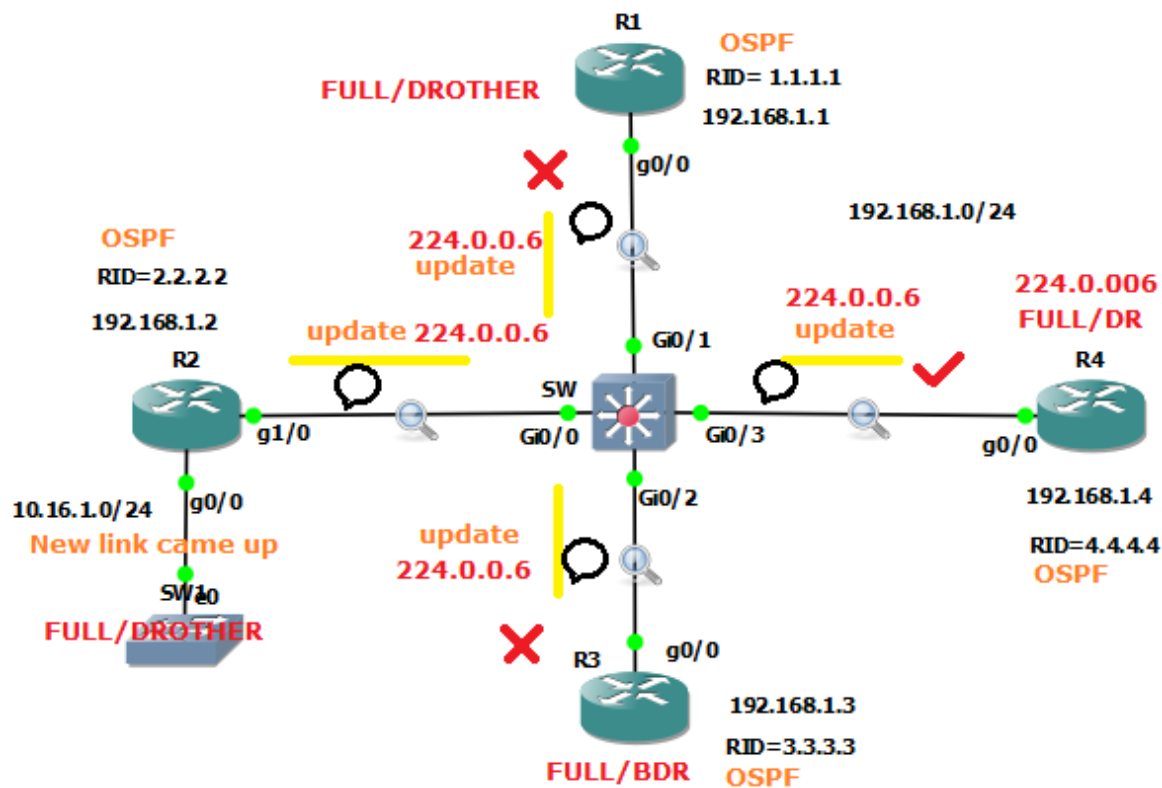 R1
OSPF
RID= 1.1.1.1
FULL/DROTHER
192.168.1.1
g0/0
192.168.1.0/24
OSPF
224.0.0.6
update
RID=2.2.2.2
224.0.0.6
update
224.0.006
FULL/DR
192.168.1.2
update 224.0.0.6
Gi0/1
R2
R4
SW
g1/0
Gi0/0
Gi0/3
g0/0
g0/0
10.16.1.0/24
Gi0/2
192.168.1.4
New link came up
update
224.0.0.6
RID=4.4.4.4
OSPF
SW1
e0
FULL/DROTHER
R3
g0/0
192.168.1.3
RID=3.3.3.3
FULL/BDR
OSPF